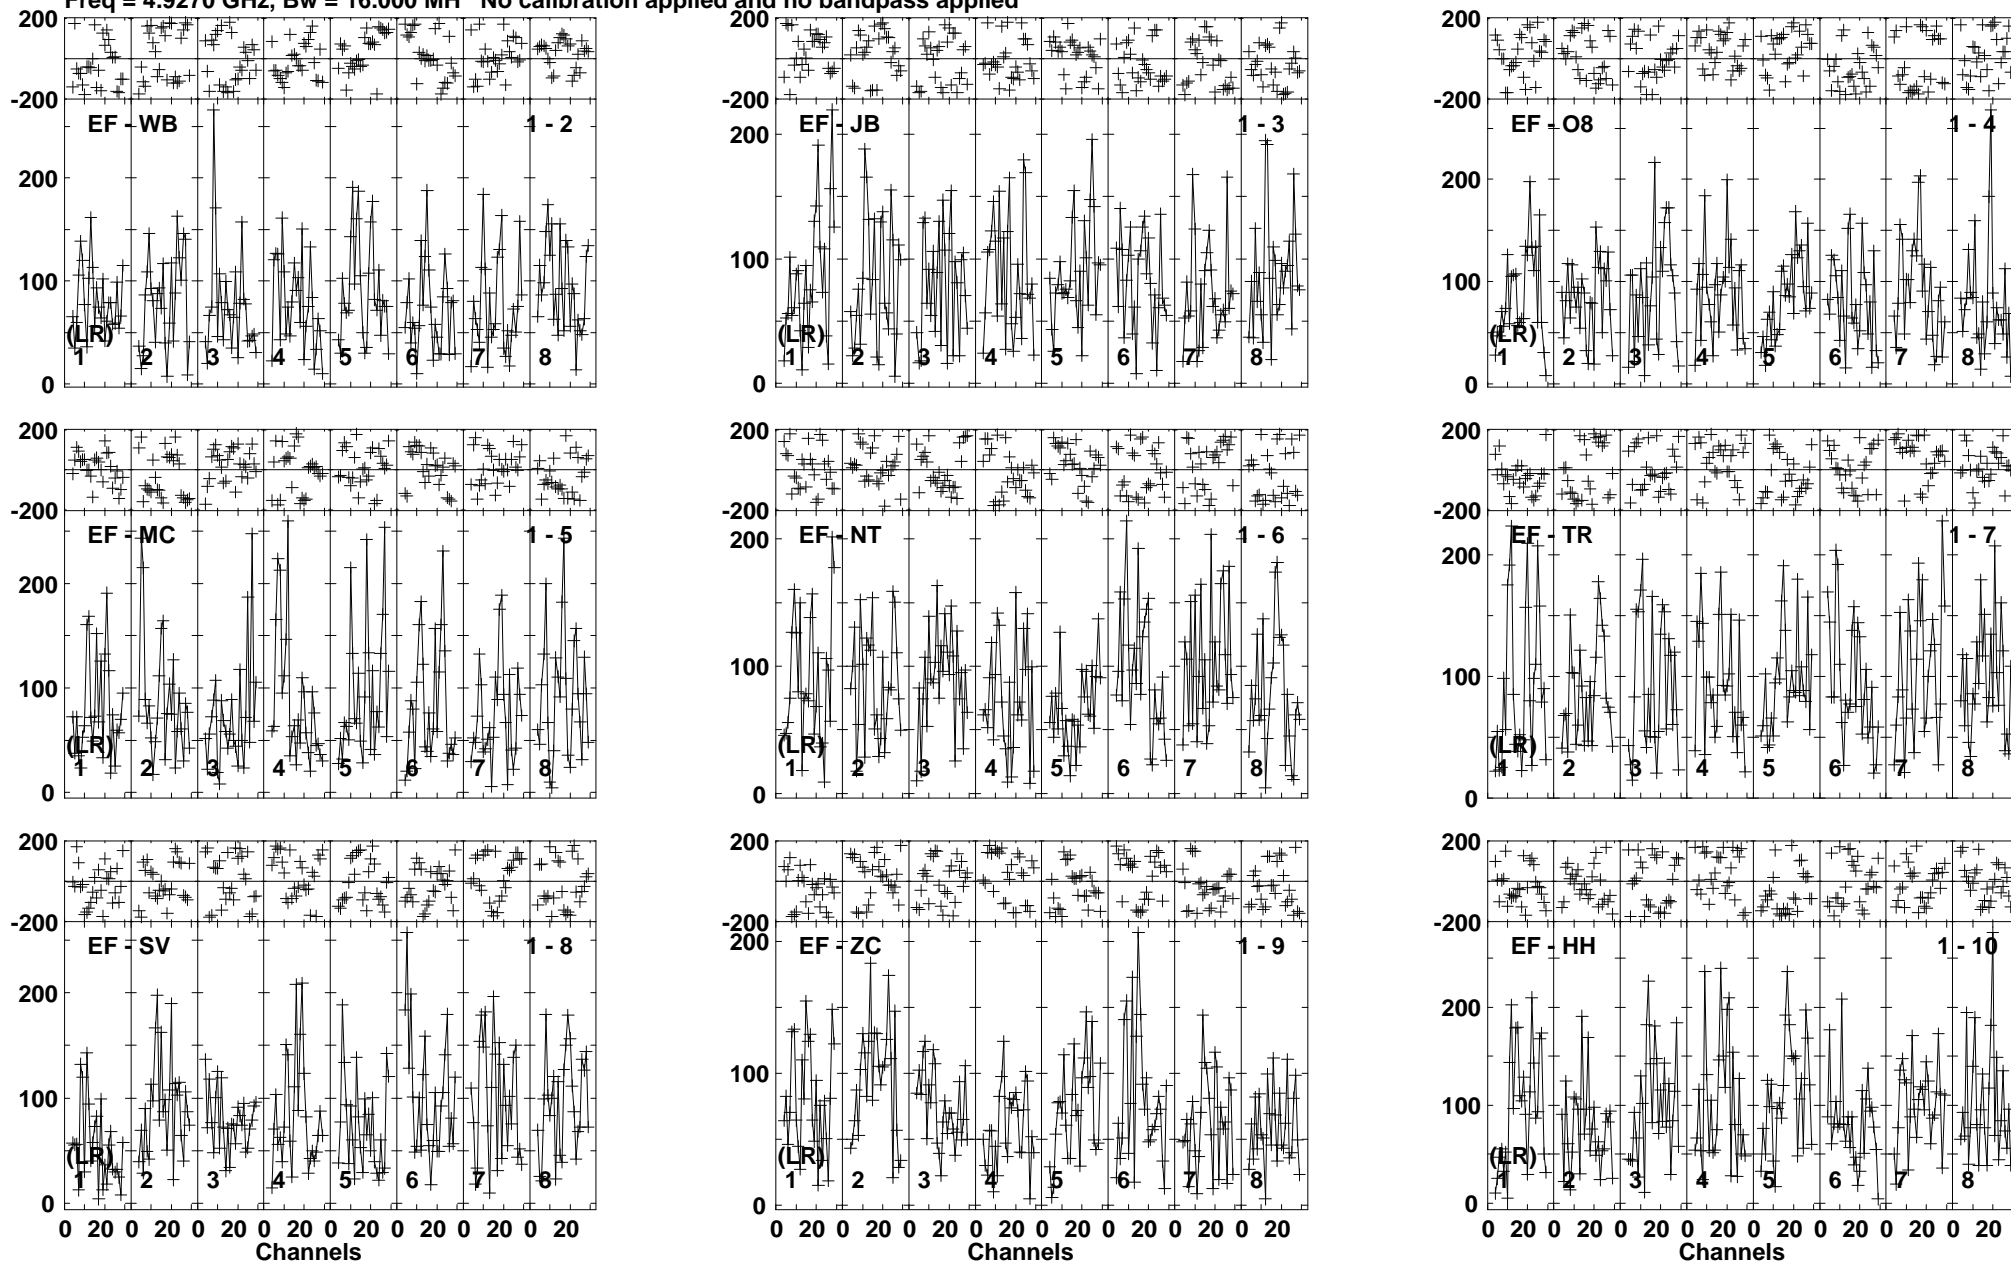 Freq = 4.9270 GHz, Bw = 16.000 MH No calibration applied and no bandpass applied
200 200 200
-200 -200 -200
EF - WB 1 - 2 EF - JB 1 - 3 EF - O8 1 - 4
200 200 200
100 100 100
(LR) (LR) (LR)
1 2 3 4 5 6 7 8 1 2 3 4 5 6 7 8 1 2 3 4 5 6 7 8
0 0 0
200 200 200
-200 -200 -200
EF - MC 1 - 5 EF - NT 1 - 6 EF - TR 1 - 7
200 200 200
100 100 100
(LR) (LR) (LR)
1 2 3 4 5 6 7 8 1 2 3 4 5 6 7 8 1 2 3 4 5 6 7 8
0 0 0
200 200 200
-200 -200 -200
EF - SV 1 - 8 EF - ZC 1 - 9 EF - HH 1 - 10
200 200 200
100 100 100
(LR) (LR) (LR)
1 2 3 4 5 6 7 8 1 2 3 4 5 6 7 8 1 2 3 4 5 6 7 8
0 0 0
0 20 0 20 0 20 0 20 0 20 0 20 0 20 0 20 0 20 0 20 0 20 0 20 0 20 0 20 0 20 0 20 0 20 0 20 0 20 0 20 0 20 0 20 0 20 0 20
Channels Channels Channels